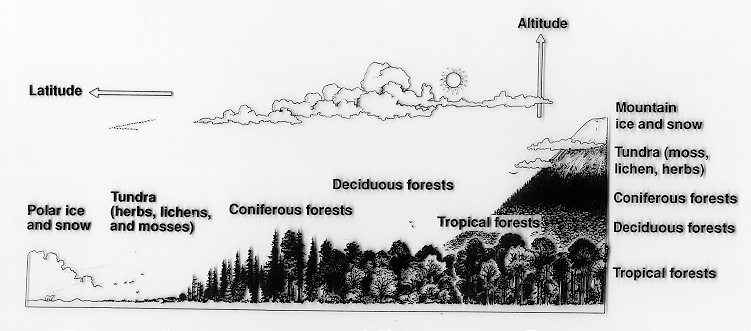 Altitude
Latitude
Mountain
ice and snow
Tundra (moss,
lichen, herbs)
Coniferous forests
Deciduous forests
Tropical forests
Deciduous forests
Tropical forests
Coniferous forests
Tundra
(herbs, lichens,
and mosses)
Polar ice
and snow